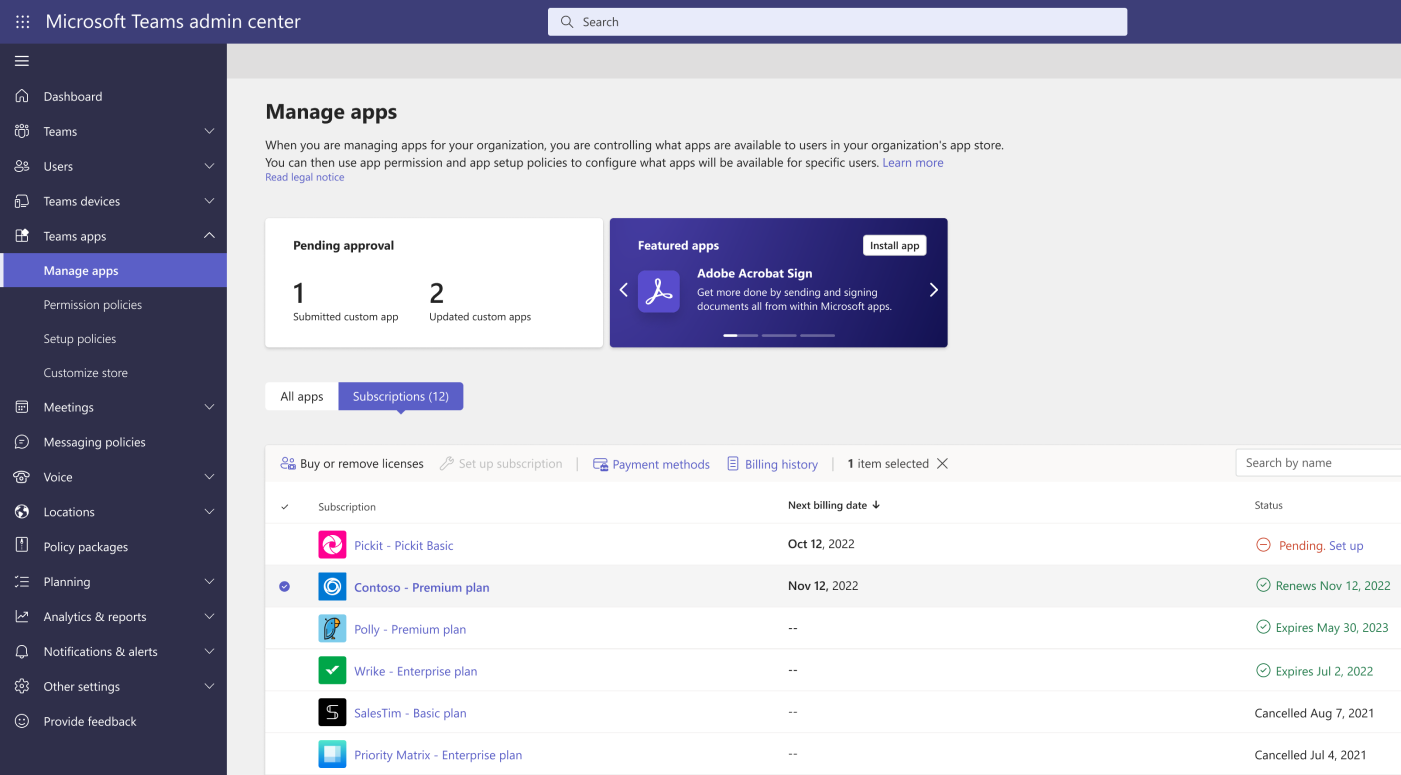 Microsoft Teams admin center
Search
Dashboard
Teams
Users
Teams devices
Teams apps
Manage apps
Permission policies
Setup policies
Customize store
Meetings
Messaging policies
Voice
Locations
Policy packages
Planning
Analytics & reports
Notifications & alerts
Other settings
Provide feedback
Manage apps
When you are managing apps for your organization, you are controlling what apps are available to users in your organization's app store.
You can then use app permission and app setup policies to configure what apps will be available for specific users. Learn more
Read legal notice
Pending approval
1 2
Submitted custom app Updated custom apps
Featured apps Install app
Adobe Acrobat Sign
Get more done by sending and signing
documents all from within Microsoft apps.
All apps Subscriptions (12)
Buy or remove licenses Set up subscription | Payment methods Billing history | 1 item selected Search by name
Subscription Next billing date ↓ Status
Pickit - Pickit Basic Oct 12, 2022 Pending. Set up
Contoso - Premium plan Nov 12, 2022 Renews Nov 12, 2022
Polly - Premium plan -- Expires May 30, 2023
Wrike - Enterprise plan -- Expires Jul 2, 2022
SalesTim - Basic plan -- Cancelled Aug 7, 2021
Priority Matrix - Enterprise plan -- Cancelled Jul 4, 2021